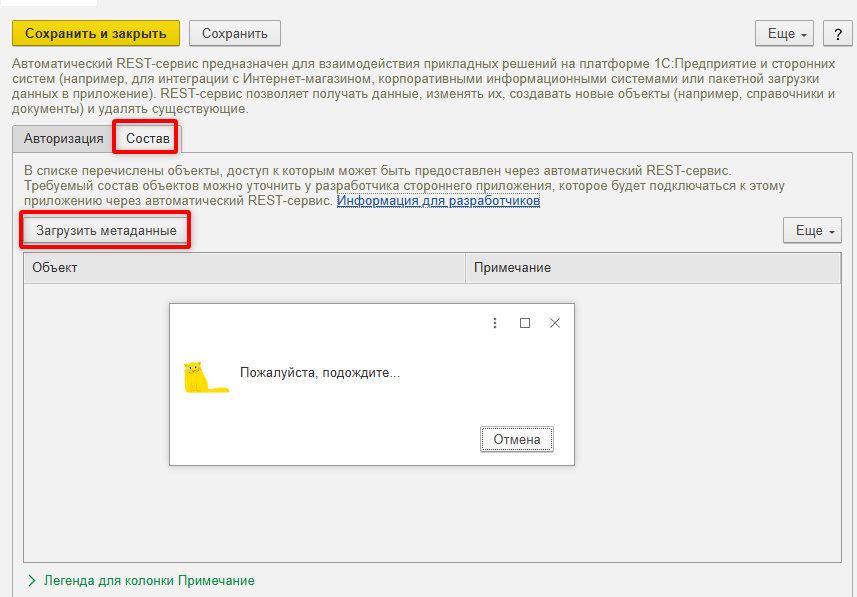 Сохранить и закрыть Сохранить Еще ?
Автоматический REST-сервис предназначен для взаимодействия прикладных решений на платформе 1С:Предприятие и сторонних
систем (например, для интеграции с Интернет-магазином, корпоративными информационными системами или пакетной загрузки
данных в приложение). REST-сервис позволяет получать данные, изменять их, создавать новые объекты (например, справочники и
документы) и удалять существующие.
Авторизация Состав
В списке перечислены объекты, доступ к которым может быть предоставлен через автоматический REST-сервис.
Требуемый состав объектов можно уточнить у разработчика стороннего приложения, которое будет подключаться к этому
приложению через автоматический REST-сервис. Информация для разработчиков
Загрузить метаданные Еще
Объект Примечание
Пожалуйста, подождите...
Отмена
Легенда для колонки Примечание